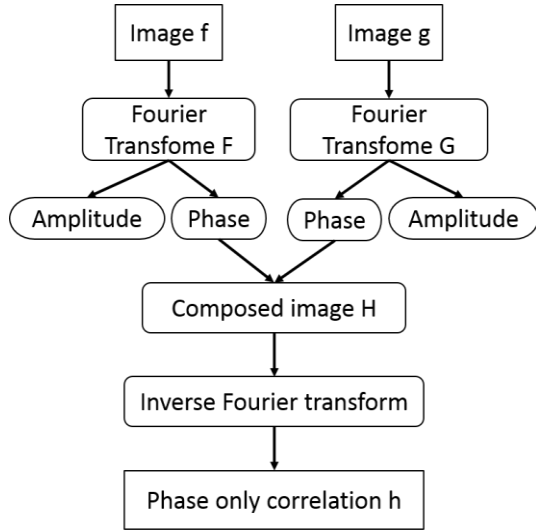 Image f
Image g
Fourier
Transfome F
Fourier
Transfome G
Amplitude
Phase
Phase
Amplitude
Composed image H
Inverse Fourier transform
Phase only correlation h